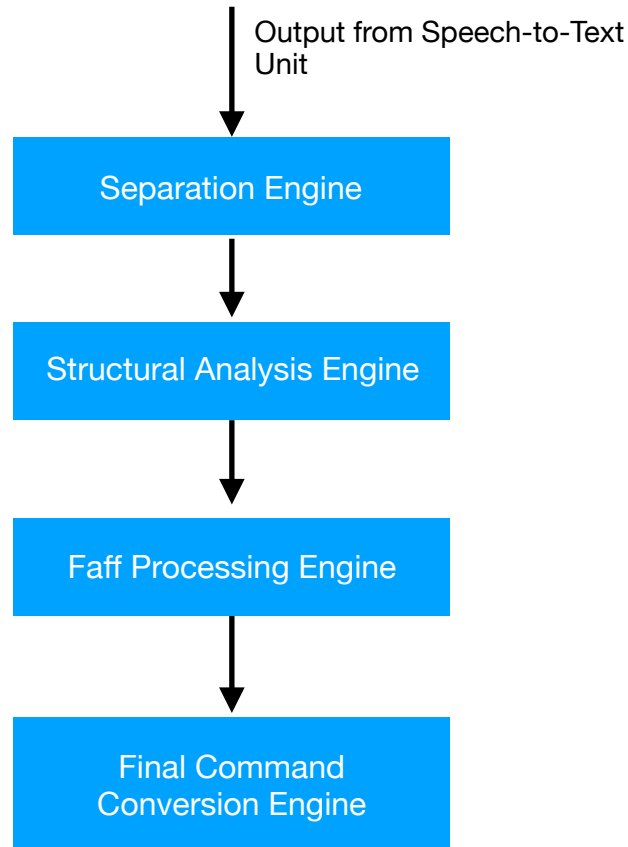 Output from Speech-to-Text
Unit
Separation Engine
Structural Analysis Engine
Faff Processing Engine
Final Command
Conversion Engine